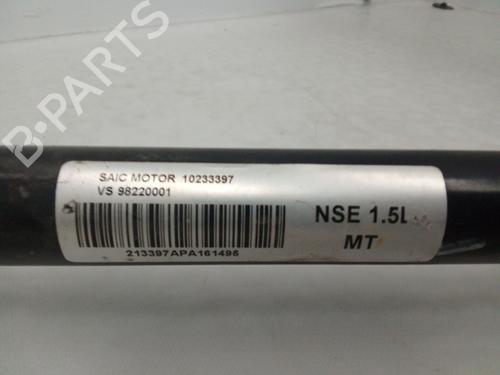 B-PARTS
SAIC MOTOR 10233397
VS 98220001
213397APA161495
NSE 1.5L
MT